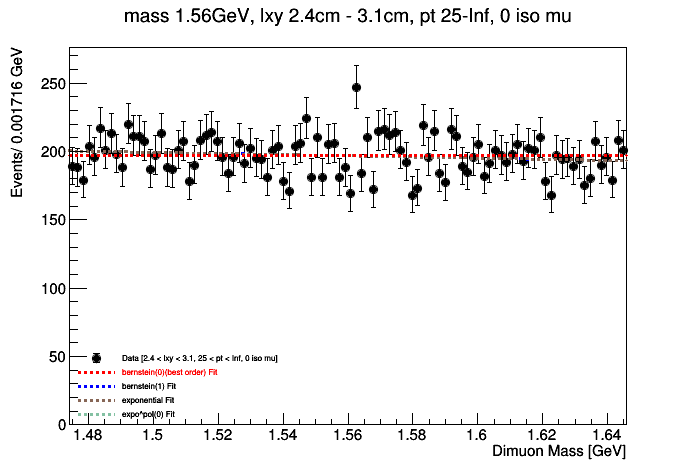 mass 1.56GeV, lxy 2.4cm - 3.1cm, pt 25-Inf, 0 iso mu
Events/ 0.001716 GeV
250
200
150
100
50
0
Data [2.4 < lxy < 3.1, 25 < pt < Inf, 0 iso mu]
bernstein(0)(best order) Fit
bernstein(1) Fit
exponential Fit
expo^pol(0) Fit
1.48 1.5 1.52 1.54 1.56 1.58 1.6 1.62 1.64
Dimuon Mass [GeV]